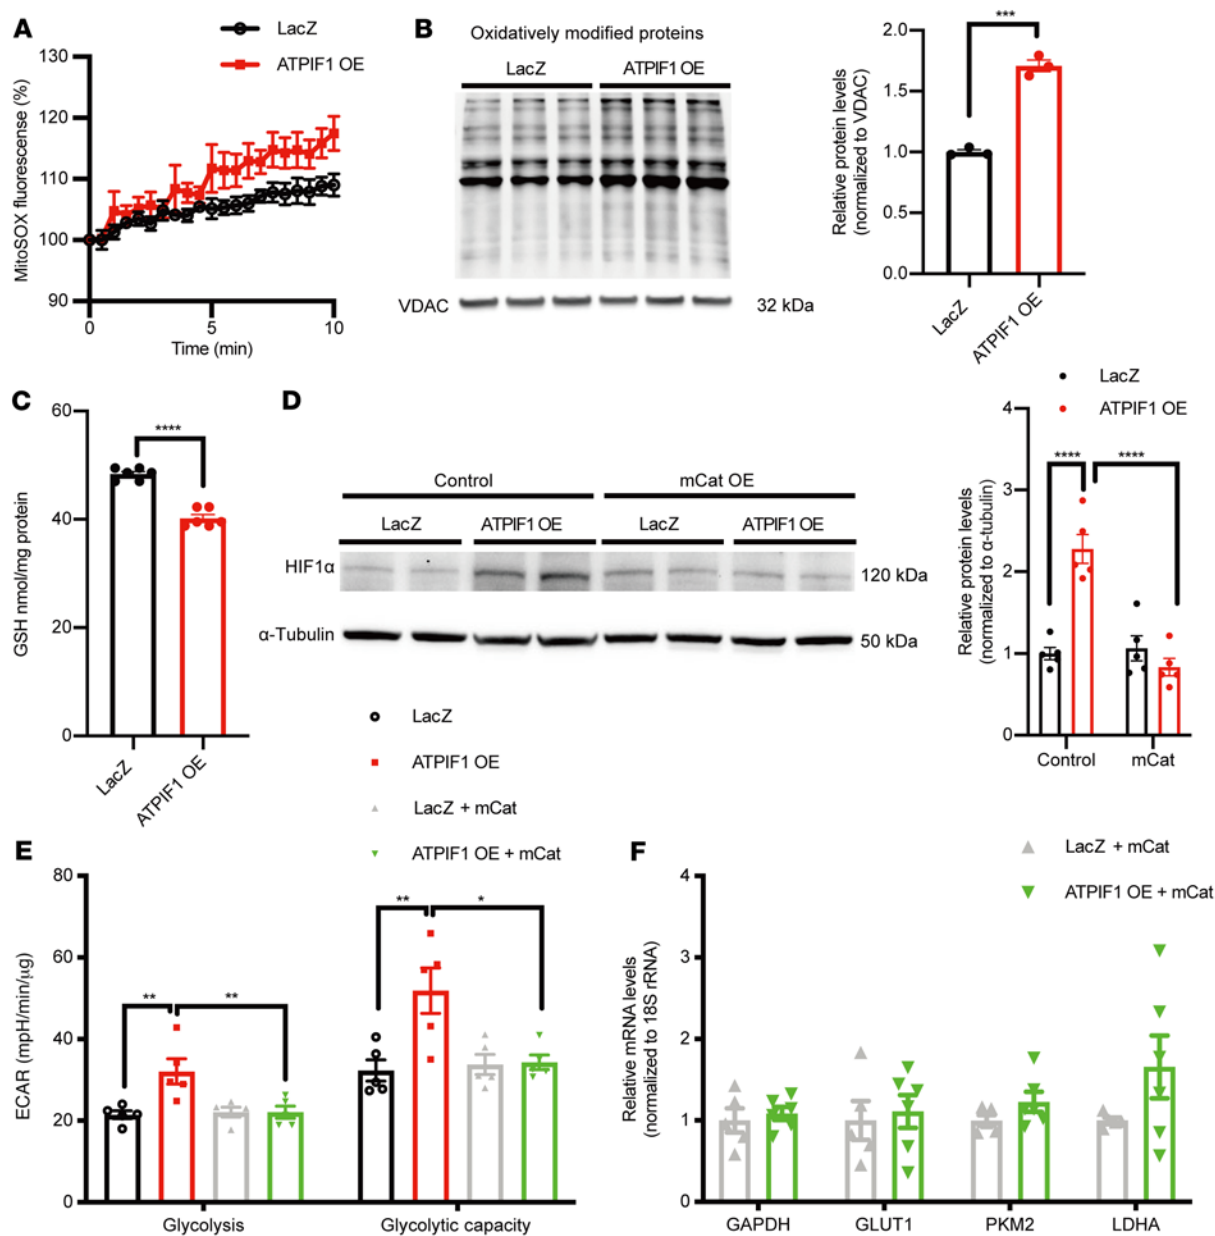 A
LacZ
ATPIF1 OE
MitoSOX fluorescense (%)
130
120
110
100
90
0
5
10
Time (min)
B
Oxidatively modified proteins
LacZ
ATPIF1 OE
VDAC
32 kDa
Relative protein levels
(normalized to VDAC)
2.0
1.5
1.0
0.5
0.0
***
LacZ
ATPIF1 OE
C
GSH nmol/mg protein
60
40
20
0
****
LacZ
ATPIF1 OE
D
Control
mCat OE
LacZ
ATPIF1 OE
LacZ
ATPIF1 OE
HIF1α
120 kDa
α-Tubulin
50 kDa
LacZ
ATPIF1 OE
Relative protein levels
(normalized to α-tubulin)
4
3
2
1
0
****
****
Control
mCat
LacZ
ATPIF1 OE
LacZ + mCat
ATPIF1 OE + mCat
E
ECAR (mpH/min/μg)
80
60
40
20
0
**
**
**
*
Glycolysis
Glycolytic capacity
F
LacZ + mCat
ATPIF1 OE + mCat
Relative mRNA levels
(normalized to 18S rRNA)
4
3
2
1
0
GAPDH
GLUT1
PKM2
LDHA